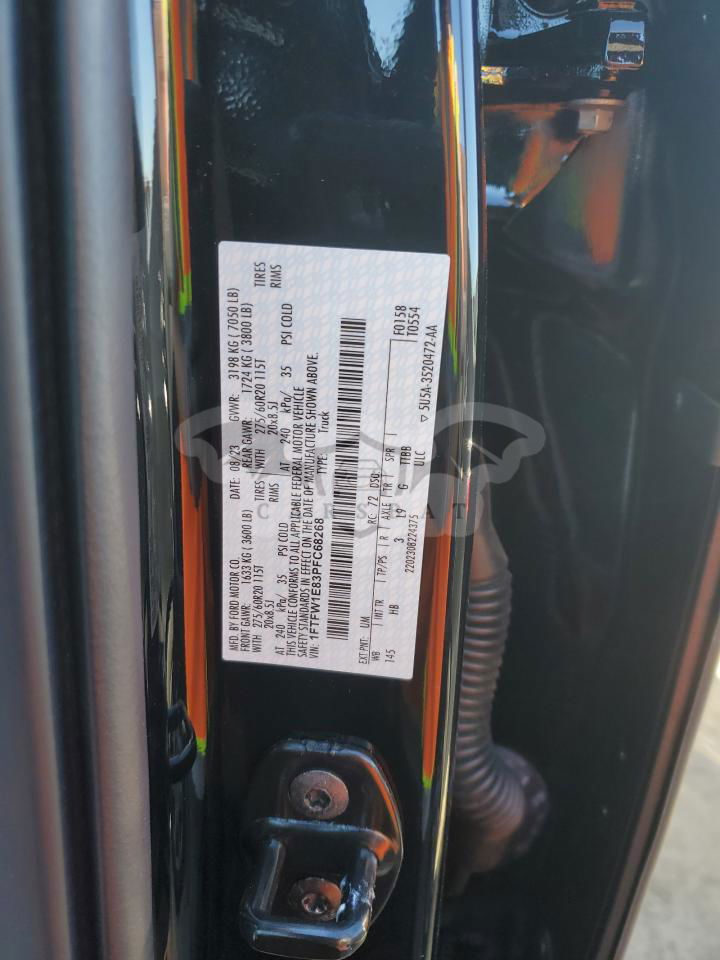 MFD. BY FORD MOTOR CO.
DATE: 08/23 GVWR: 3198 KG ( 7050 LB)
FRONT GAWR: 1633 KG (3600 LB) REAR GAWR: 1724 KG ( 3800 LB)
WITH 275/60R20 115T TIRES WITH 275/60R20 115T TIRES
20x8.5J RIMS 20x8.5J RIMS
AT 240 kPa/ 35 PSI COLD AT 240 kPa/ 35 PSI COLD
THIS VEHICLE CONFORMS TO ALL APPLICABLE FEDERAL MOTOR VEHICLE
SAFETY STANDARDS IN EFFECT ON THE DATE OF MANUFACTURE SHOWN ABOVE.
VIN: 1FTFW1E83PFC68268 TYPE: Truck
EXT PNT: UM RC: 72 DSO: F0158
WB INT TR TP/PS R AXLE TR SPR T0554
145 HB 3 19 G TTBB
2202308224375 ULC ▽ 5U5A-3520472-AA